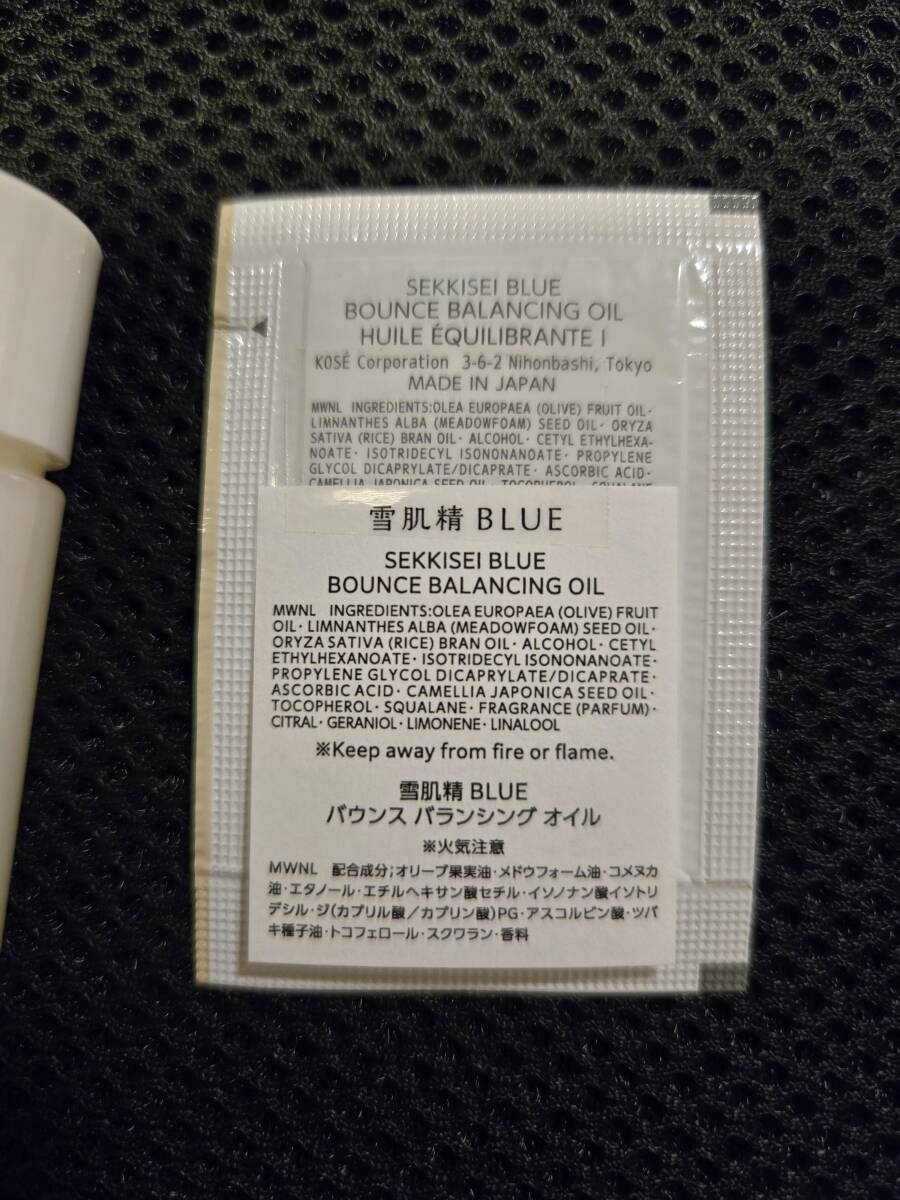 SEKKISEI BLUE
BOUNCE BALANCING OIL
HUILE ÉQUILIBRANTE I
KOSÉ Corporation 3-6-2 Nihonbashi, Tokyo
MADE IN JAPAN
MWNL INGREDIENTS:OLEA EUROPAEA (OLIVE) FRUIT OIL·
LIMNANTHES ALBA (MEADOWFOAM) SEED OIL· ORYZA
SATIVA (RICE) BRAN OIL· ALCOHOL· CETYL ETHYLHEXA-
NOATE· ISOTRIDECYL ISONONANOATE· PROPYLENE
GLYCOL DICAPRYLATE/DICAPRATE· ASCORBIC ACID·
CAMELLIA JAPONICA SEED OIL· TOCOPHEROL· SQUALANE
雪肌精 BLUE
SEKKISEI BLUE
BOUNCE BALANCING OIL
MWNL INGREDIENTS:OLEA EUROPAEA (OLIVE) FRUIT
OIL· LIMNANTHES ALBA (MEADOWFOAM) SEED OIL·
ORYZA SATIVA (RICE) BRAN OIL· ALCOHOL· CETYL
ETHYLHEXANOATE· ISOTRIDECYL ISONONANOATE·
PROPYLENE GLYCOL DICAPRYLATE/DICAPRATE·
ASCORBIC ACID· CAMELLIA JAPONICA SEED OIL·
TOCOPHEROL· SQUALANE· FRAGRANCE (PARFUM)·
CITRAL· GERANIOL· LIMONENE· LINALOOL
※Keep away from fire or flame.
雪肌精 BLUE
バウンス バランシング オイル
※火気注意
MWNL 配合成分;オリーブ果実油·メドウフォーム油·コメヌカ
油·エタノール·エチルヘキサン酸セチル·イソノナン酸イソトリ
デシル·ジ(カプリル酸／カプリン酸)PG·アスコルビン酸·ツバ
キ種子油·トコフェロール·スクワラン·香料